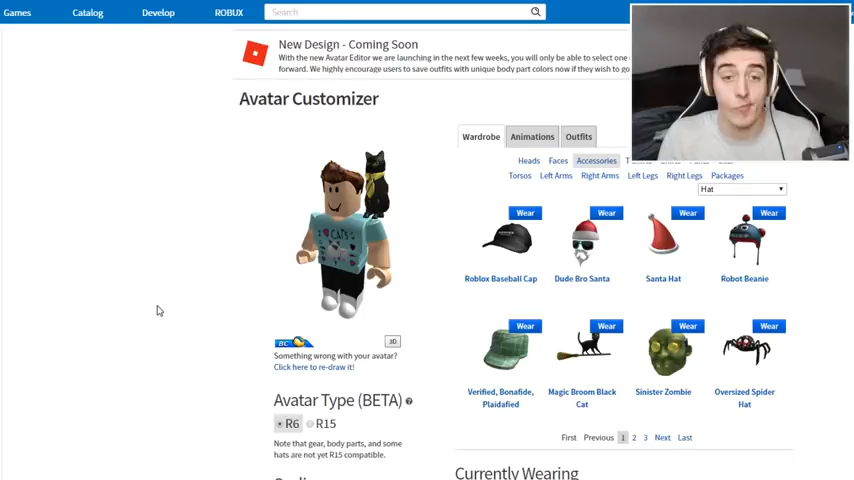 Games Catalog Develop ROBUX Search
New Design - Coming Soon
With the new Avatar Editor we are launching in the next few weeks, you will only be able to select one
forward. We highly encourage users to save outfits with unique body part colors now if they wish to go
Avatar Customizer
Wardrobe Animations Outfits
Heads Faces Accessories
Torsos Left Arms Right Arms Left Legs Right Legs Packages
Hat
Wear Wear Wear Wear
I CATS
Roblox Baseball Cap Dude Bro Santa Santa Hat Robot Beanie
Wear Wear Wear Wear
BC 3D
Something wrong with your avatar?
Click here to re-draw it!
Verified, Bonafide, Magic Broom Black Sinister Zombie Oversized Spider
Plaidafied Cat Hat
Avatar Type (BETA)
R6 R15
First Previous 1 2 3 Next Last
Note that gear, body parts, and some
hats are not yet R15 compatible.
Currently Wearing